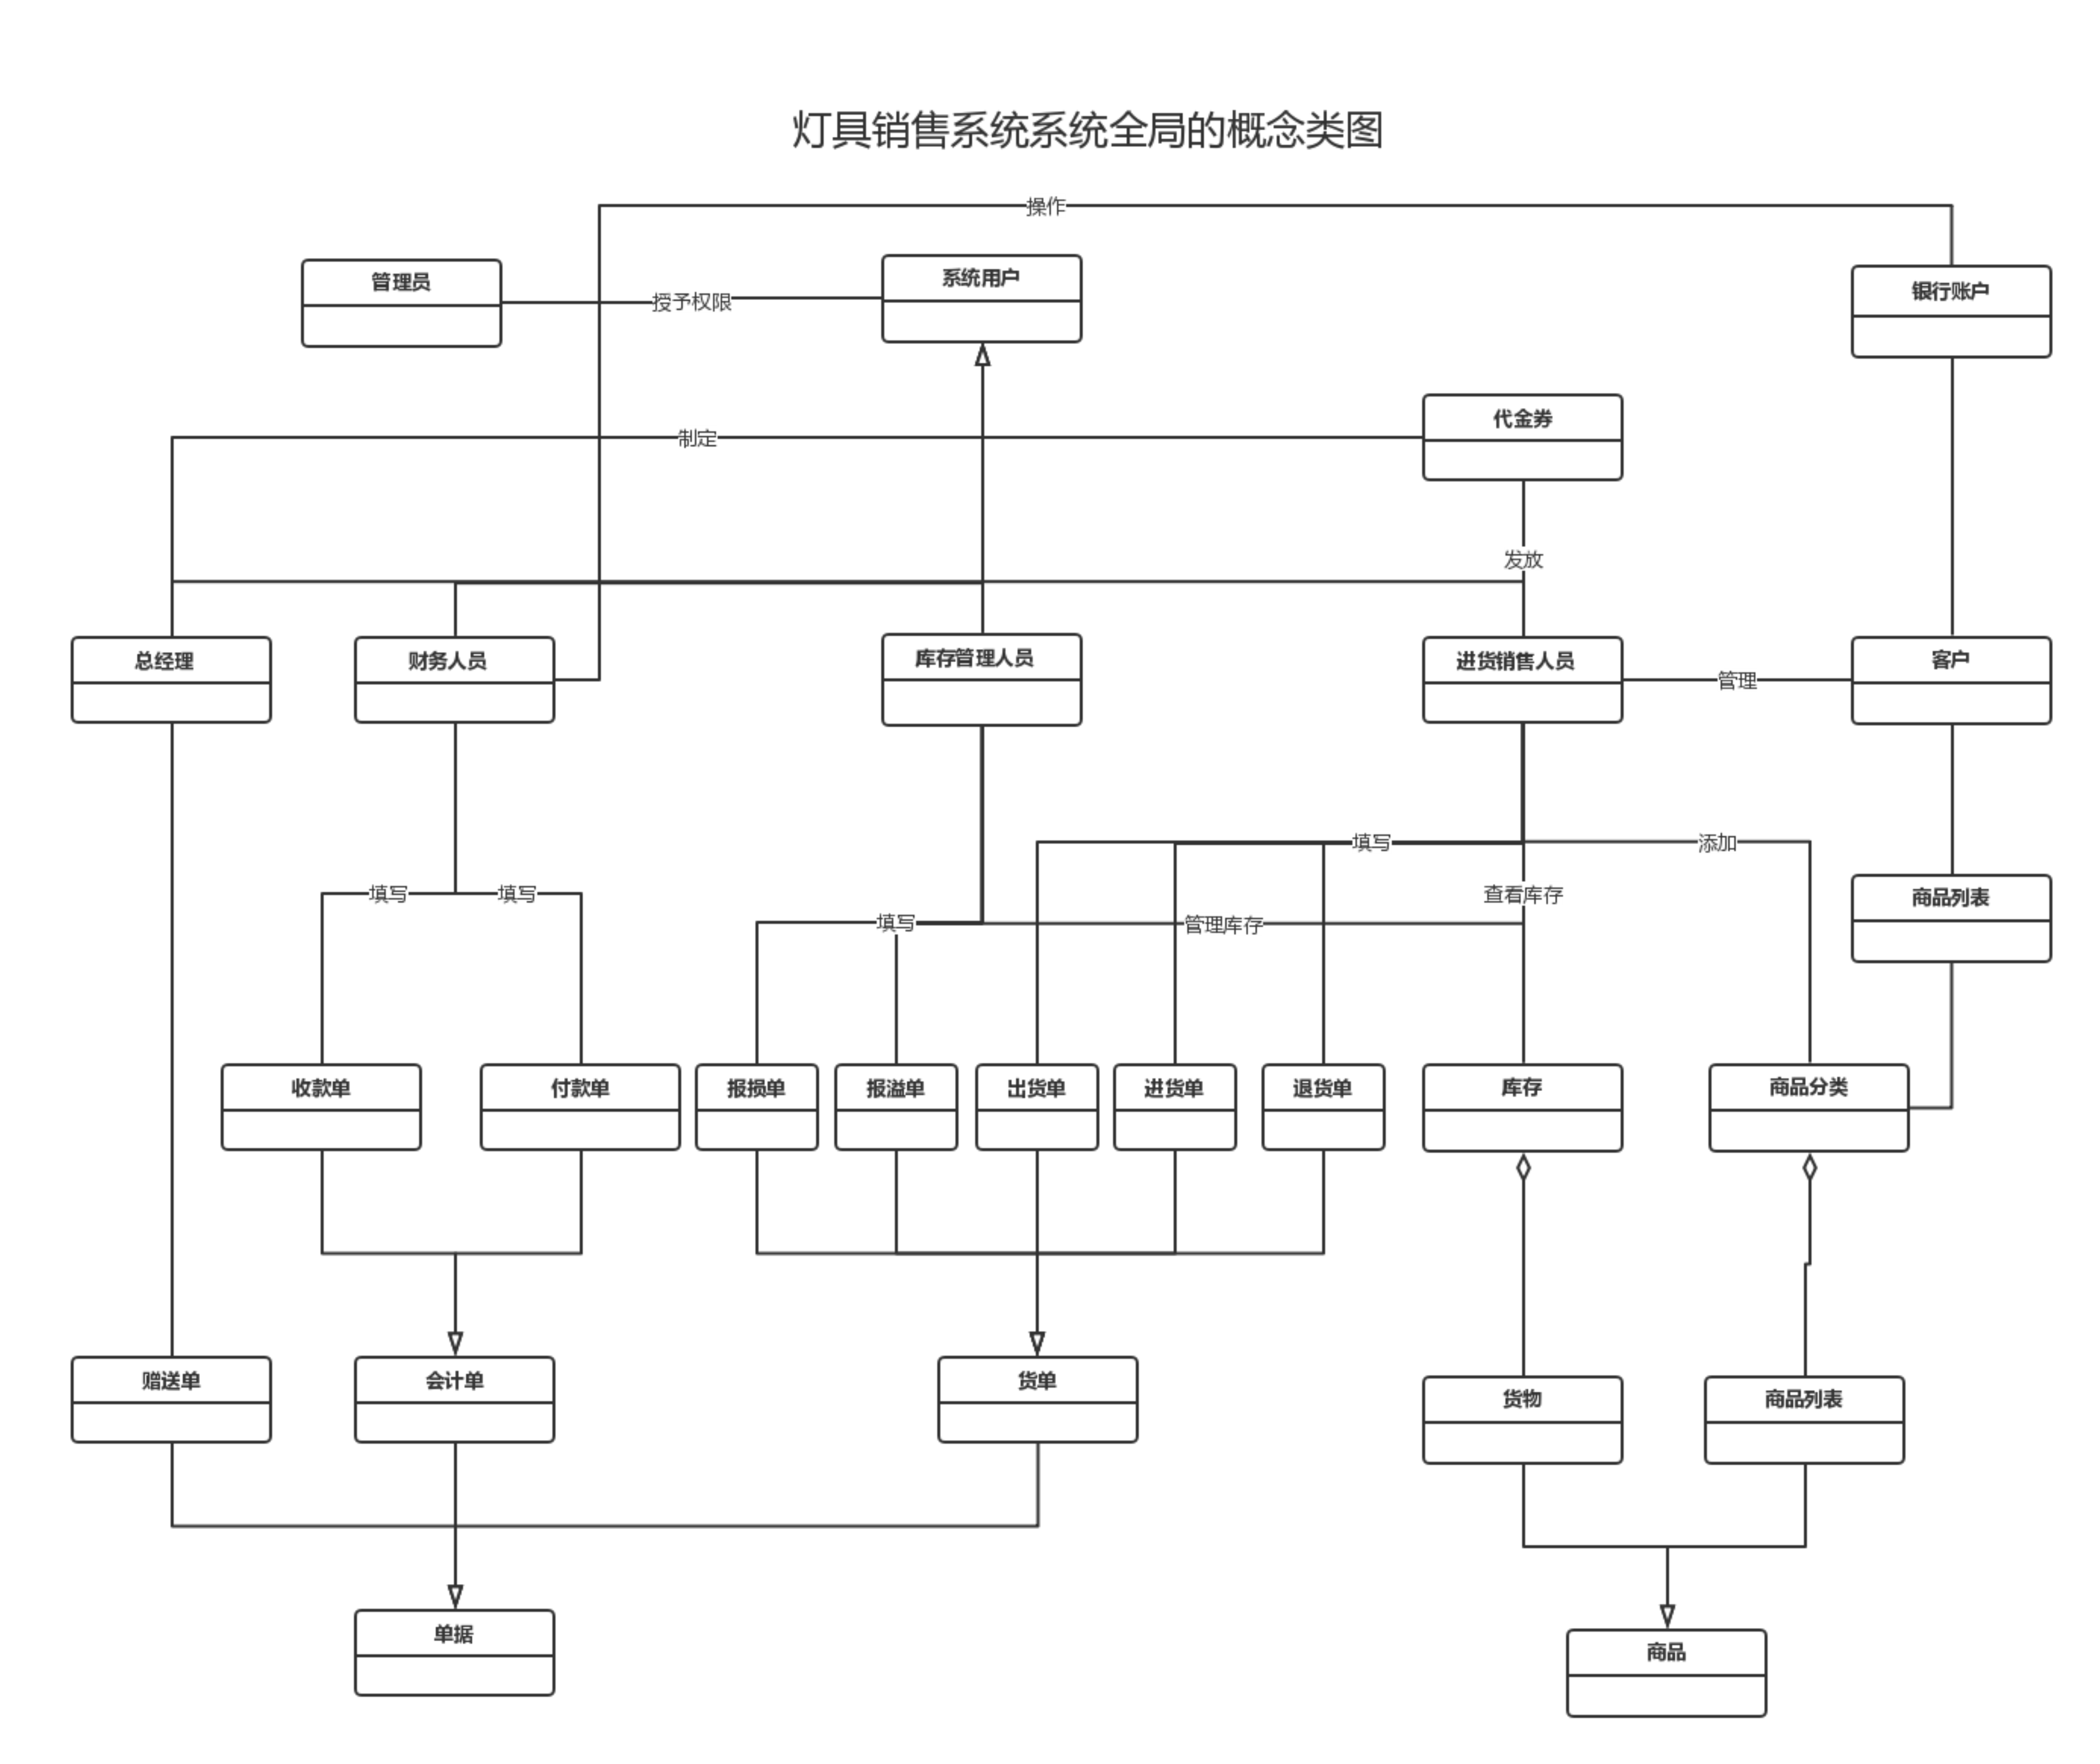 灯具销售系统系统全局的概念类图
操作
管理员
授予权限
系统用户
银行账户
代金券
制定
发放
总经理
财务人员
库存管理人员
进货销售人员
管理
客户
填写
添加
填写
填写
查看库存
商品列表
填写
管理库存
收款单
付款单
报损单
报溢单
出货单
进货单
退货单
库存
商品分类
赠送单
会计单
货单
货物
商品列表
单据
商品